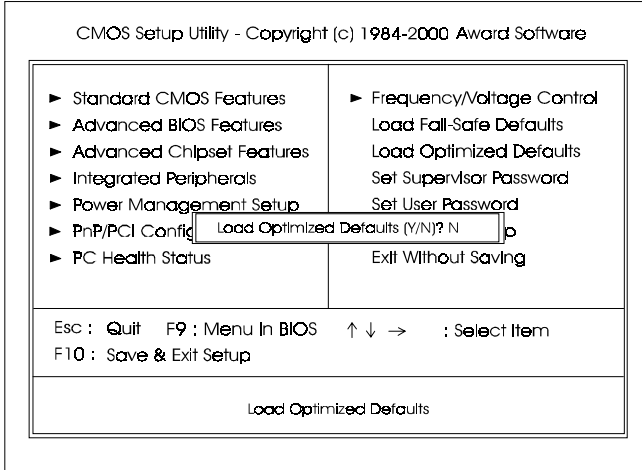 CMOS Setup Utility - Copyright (c) 1984-2000 Award Software
► Standard CMOS Features
► Advanced BIOS Features
► Advanced Chipset Features
► Integrated Peripherals
► Power Management Setup
► PnP/PCI Config
► PC Health Status
► Frequency/Voltage Control
Load Fail-Safe Defaults
Load Optimized Defaults
Set Supervisor Password
Set User Password
p
Exit Without Saving
Load Optimized Defaults (Y/N)? N
Esc : Quit F9 : Menu In BIOS ↑ ↓ → : Select Item
F10 : Save & Exit Setup
Load Optimized Defaults